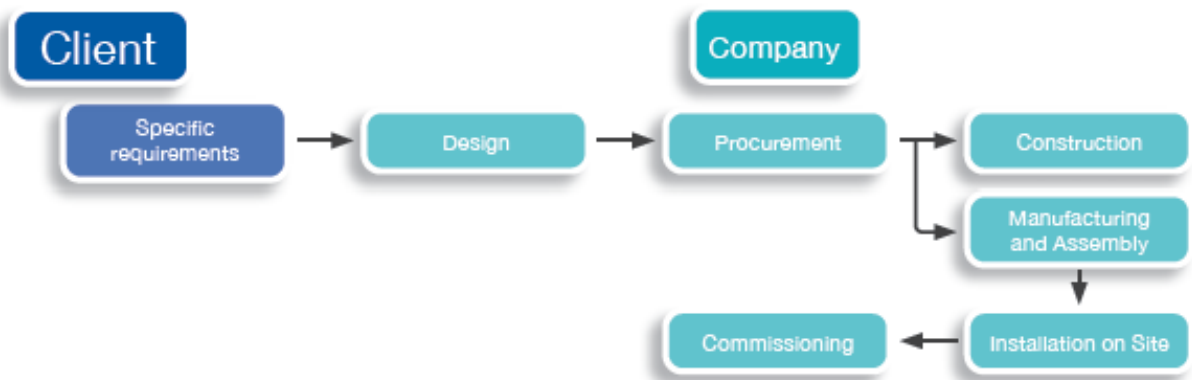 Client
Company
Specific
requirements
Design
Procurement
Construction
Manufacturing
and Assembly
Commissioning
Installation on Site